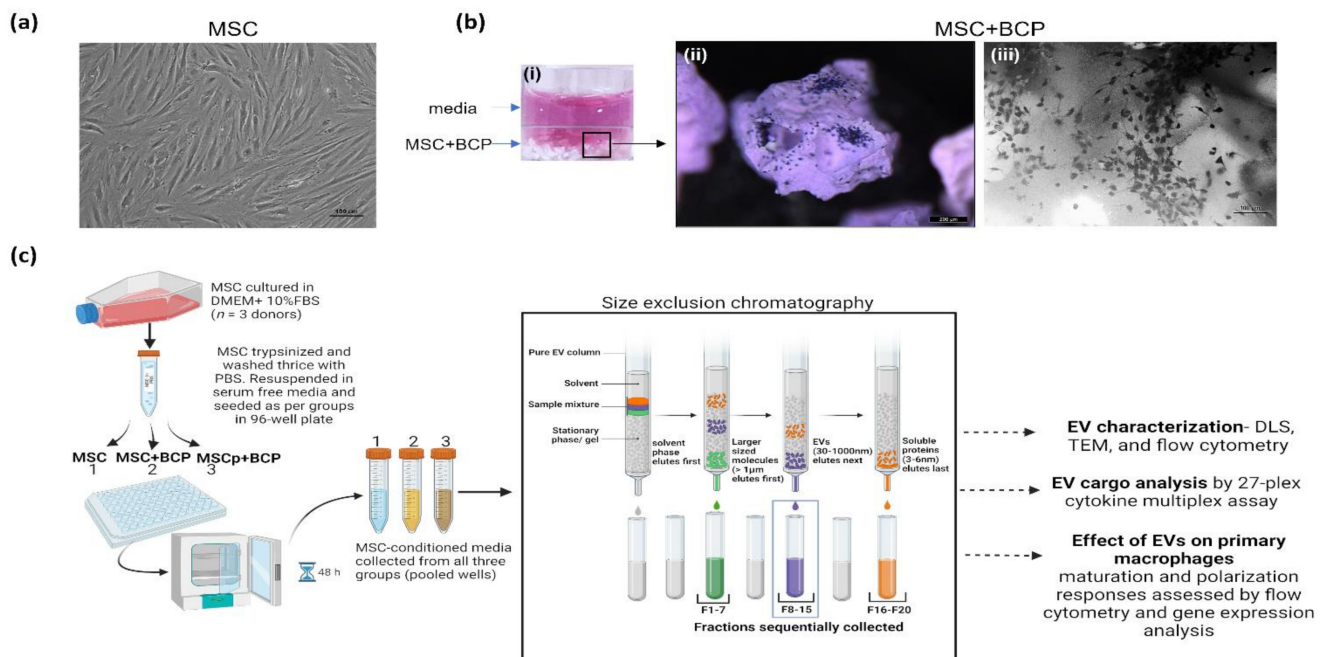 (a)
MSC
100 µm
(b)
MSC+BCP
(i)
media
MSC+BCP
(ii)
200 µm
(iii)
100 µm
(c)
MSC cultured in
DMEM+ 10%FBS
(n = 3 donors)
MSC trypsinized and
washed thrice with
PBS. Resuspended in
serum free media and
seeded as per groups
in 96-well plate
MSC MSC+BCP MSCp+BCP
1 2 3
48 h
1 2 3
MSC-conditioned media
collected from all three
groups (pooled wells)
Size exclusion chromatography
Pure EV column
Solvent
Sample mixture
Stationary
phase/ gel
solvent
phase
elutes first
Larger
sized
molecules
(> 1µm
elutes first)
EVs
(30-1000nm)
elutes next
Soluble
proteins
(3-6nm)
elutes last
F1-7
F8-15
F16-F20
Fractions sequentially collected
EV characterization- DLS,
TEM, and flow cytometry
EV cargo analysis by 27-plex
cytokine multiplex assay
Effect of EVs on primary
macrophages
maturation and polarization
responses assessed by flow
cytometry and gene expression
analysis